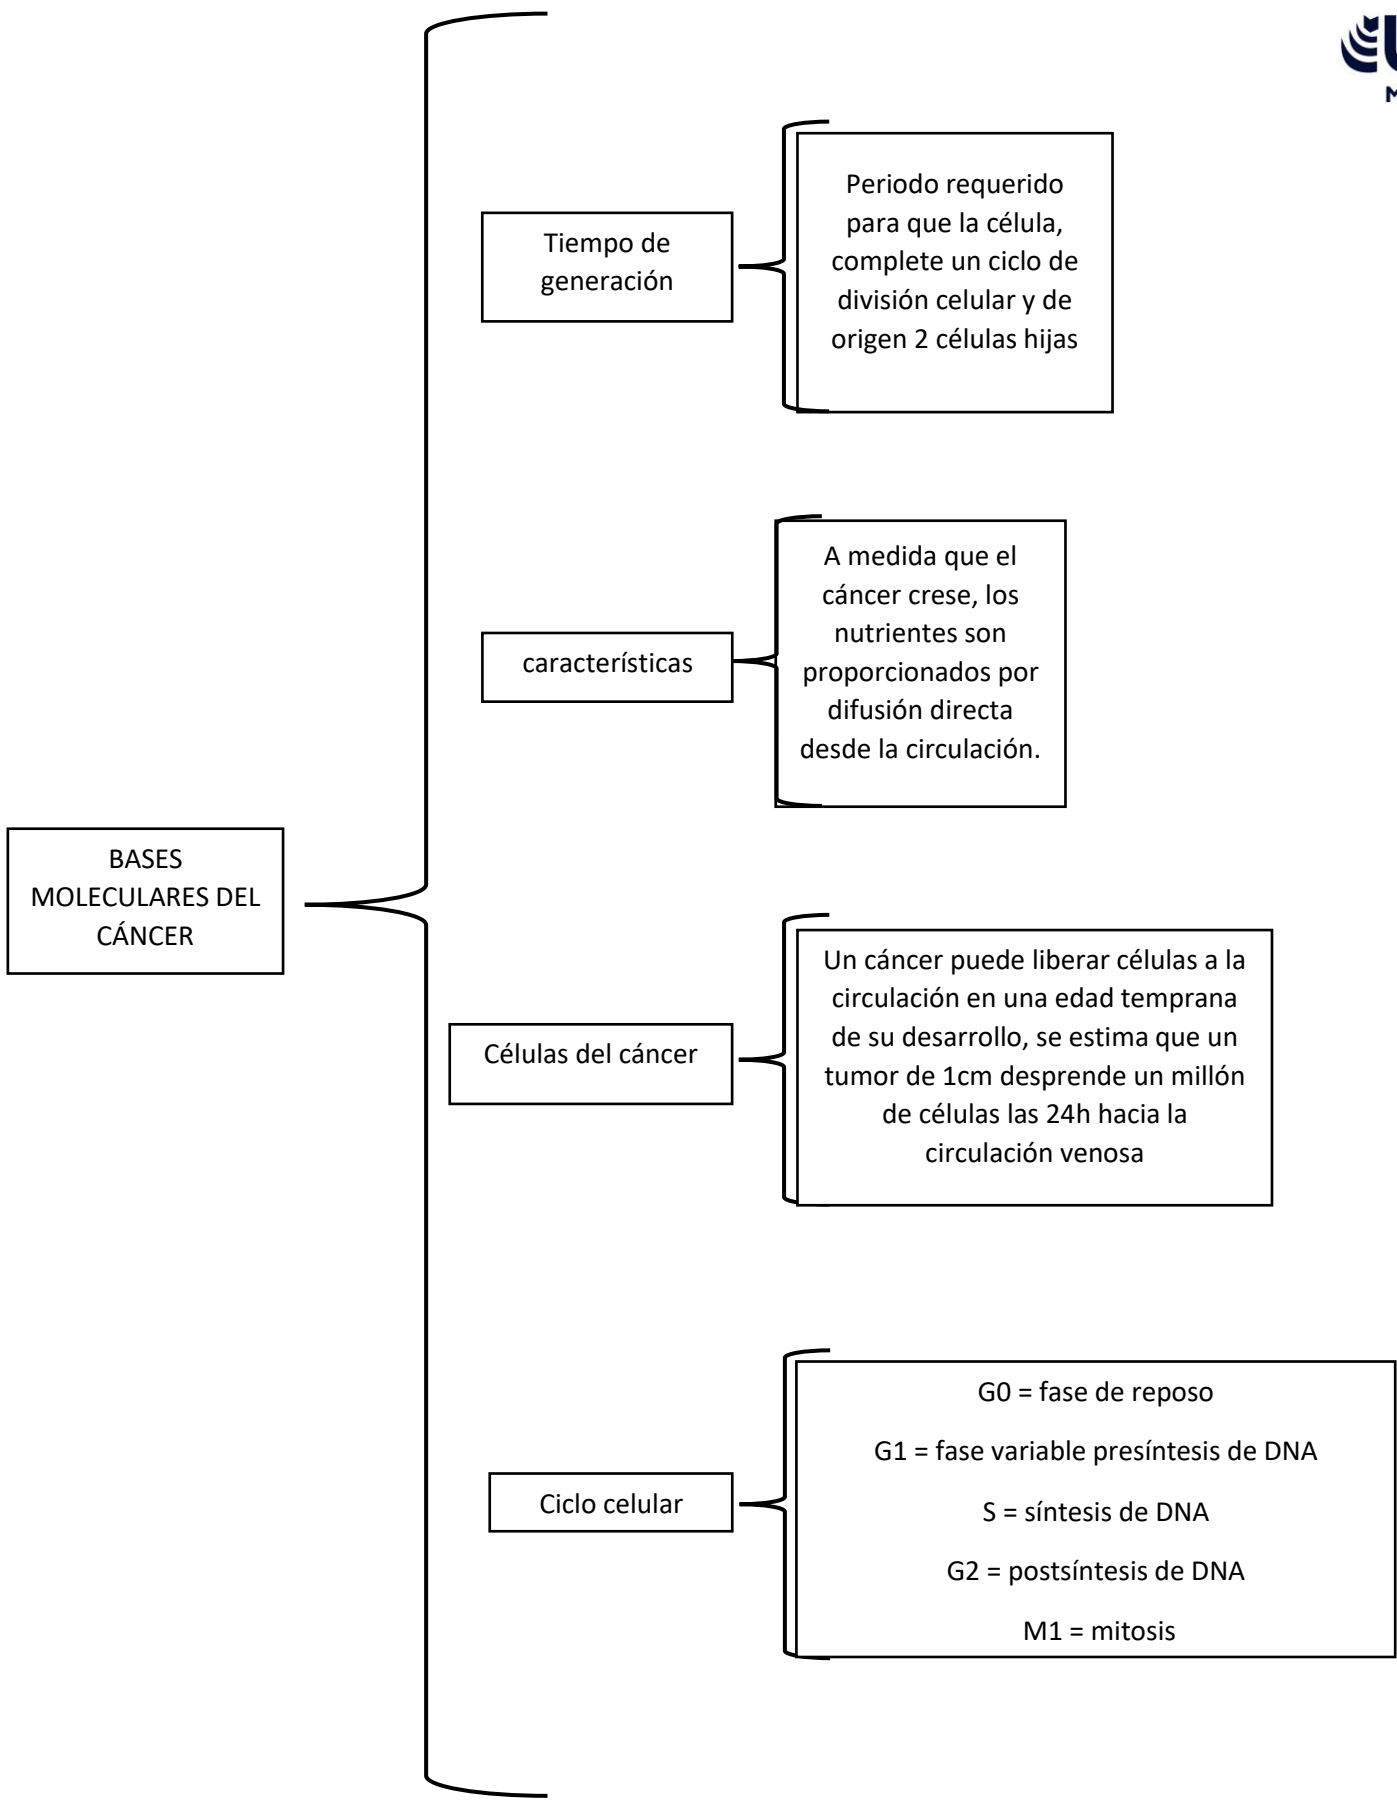 Tiempo de
generación
Periodo requerido
para que la célula,
complete un ciclo de
división celular y de
origen 2 células hijas
características
A medida que el
cáncer crese, los
nutrientes son
proporcionados por
difusión directa
desde la circulación.
BASES
MOLECULARES DEL
CÁNCER
Células del cáncer
Un cáncer puede liberar células a la
circulación en una edad temprana
de su desarrollo, se estima que un
tumor de 1cm desprende un millón
de células las 24h hacia la
circulación venosa
Ciclo celular
G0 = fase de reposo
G1 = fase variable presíntesis de DNA
S = síntesis de DNA
G2 = postsíntesis de DNA
M1 = mitosis